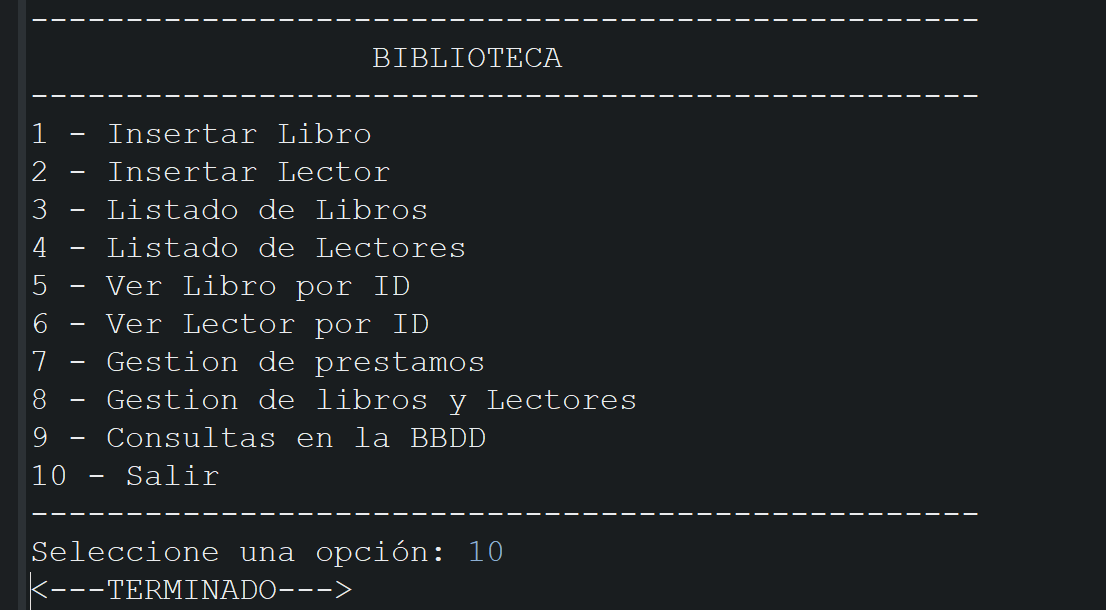 --------------------------------------------------
BIBLIOTECA
--------------------------------------------------
1 - Insertar Libro
2 - Insertar Lector
3 - Listado de Libros
4 - Listado de Lectores
5 - Ver Libro por ID
6 - Ver Lector por ID
7 - Gestion de prestamos
8 - Gestion de libros y Lectores
9 - Consultas en la BBDD
10 - Salir
--------------------------------------------------
Seleccione una opción: 10
<---TERMINADO--->